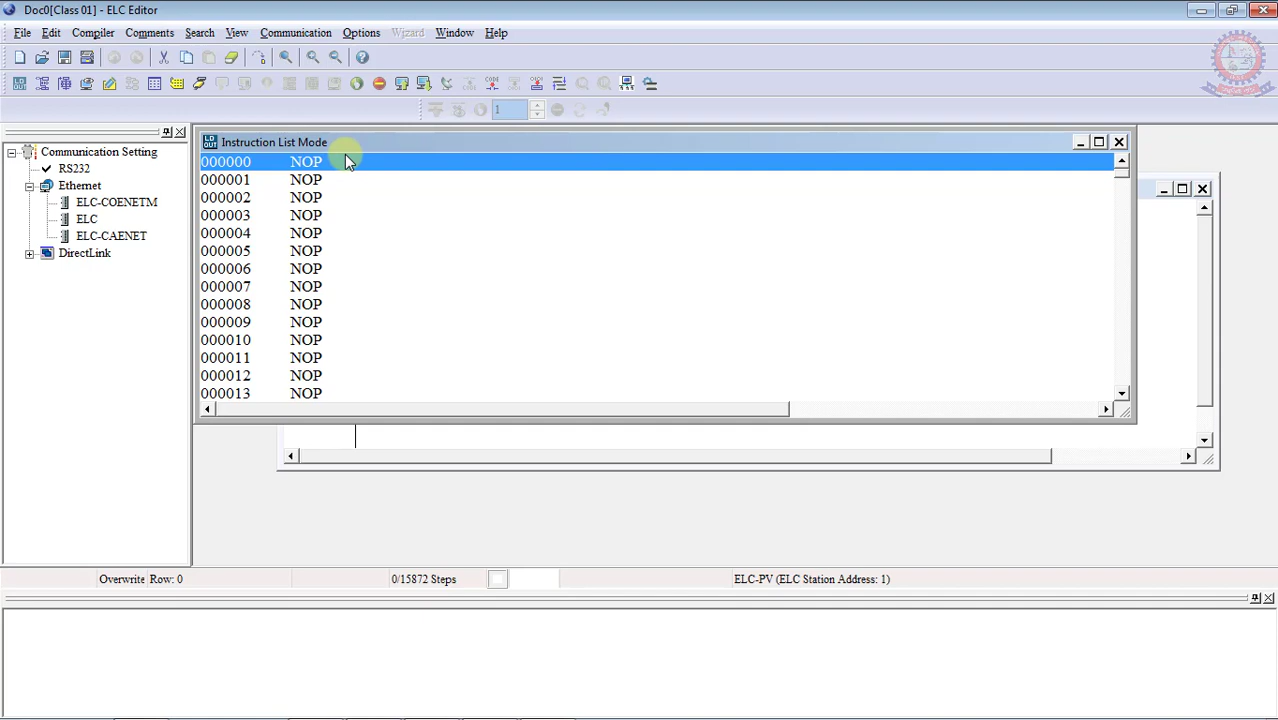 Doc0[Class 01] - ELC Editor
File Edit Compiler Comments Search View Communication Options Wizard Window Help
1
Communication Setting
RS232
Ethernet
ELC-COENETM
ELC
ELC-CAENET
DirectLink
Instruction List Mode
000000 NOP
000001 NOP
000002 NOP
000003 NOP
000004 NOP
000005 NOP
000006 NOP
000007 NOP
000008 NOP
000009 NOP
000010 NOP
000011 NOP
000012 NOP
000013 NOP
Overwrite Row: 0 0/15872 Steps ELC-PV (ELC Station Address: 1)